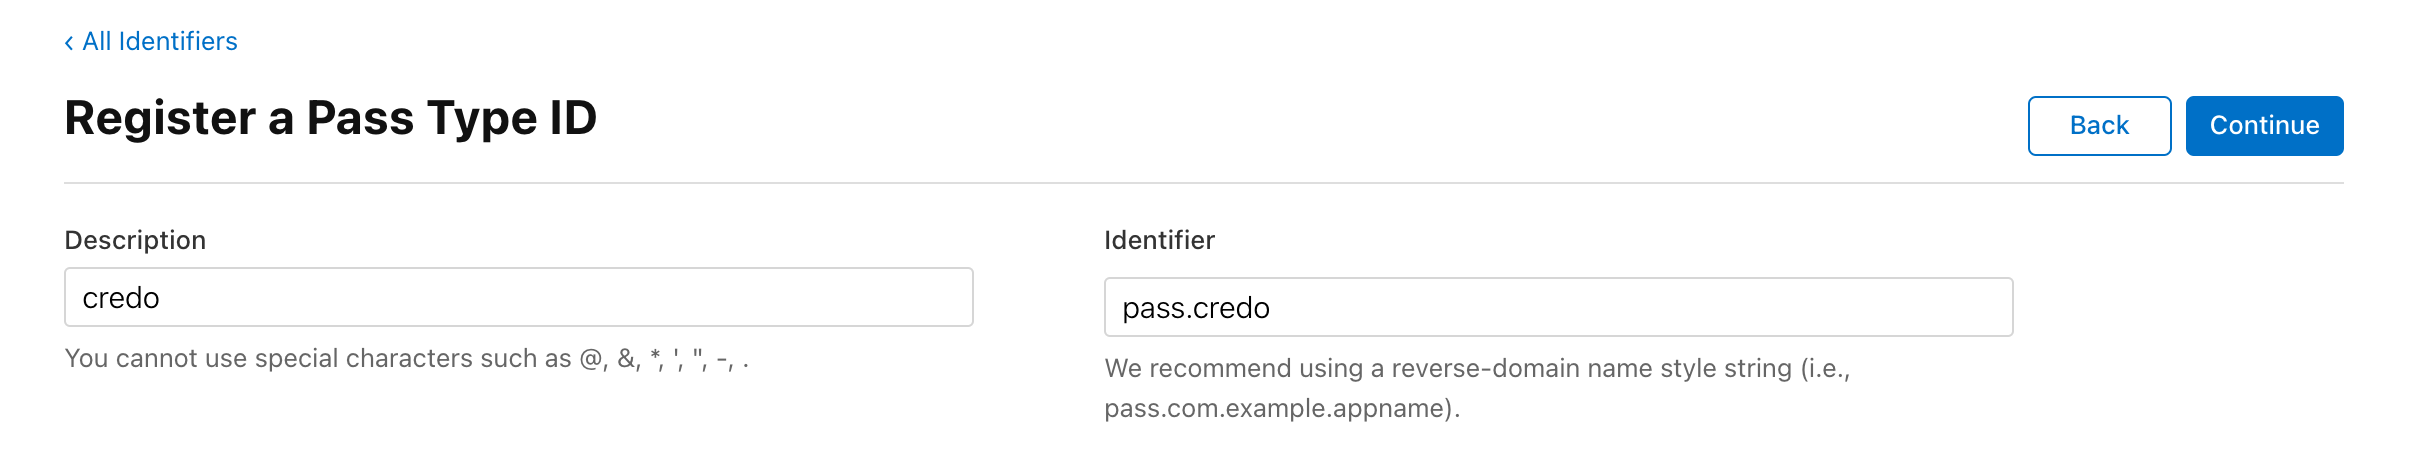 ‹ All Identifiers
Register a Pass Type ID
Back
Continue
Description
credo
You cannot use special characters such as @, &, *, ', ", -, .
Identifier
pass.credo
We recommend using a reverse-domain name style string (i.e.,
pass.com.example.appname).